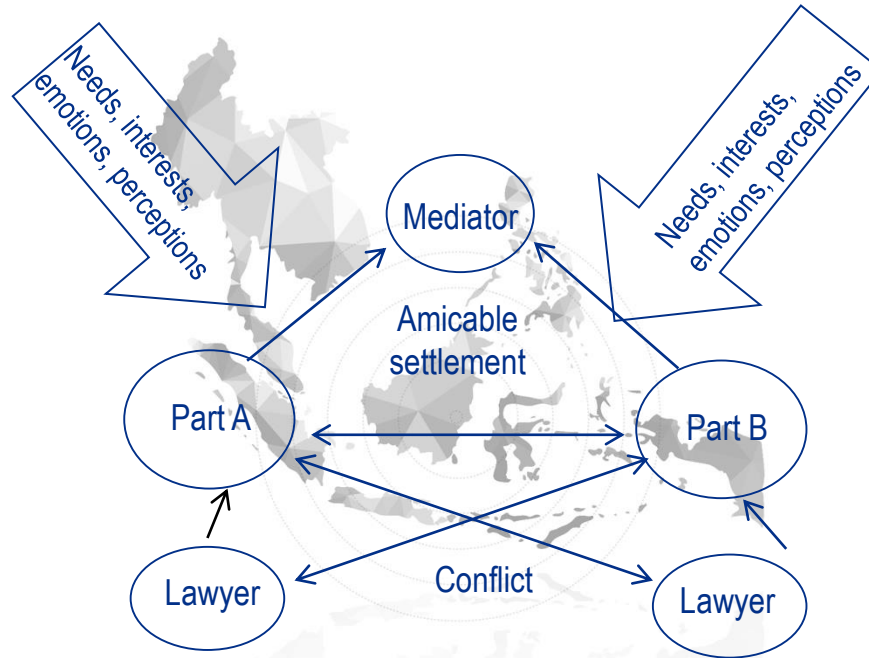 Needs, interests,
emotions, perceptions
Needs, interests,
emotions, perceptions
Mediator
Amicable
settlement
Part A
Part B
Lawyer
Conflict
Lawyer